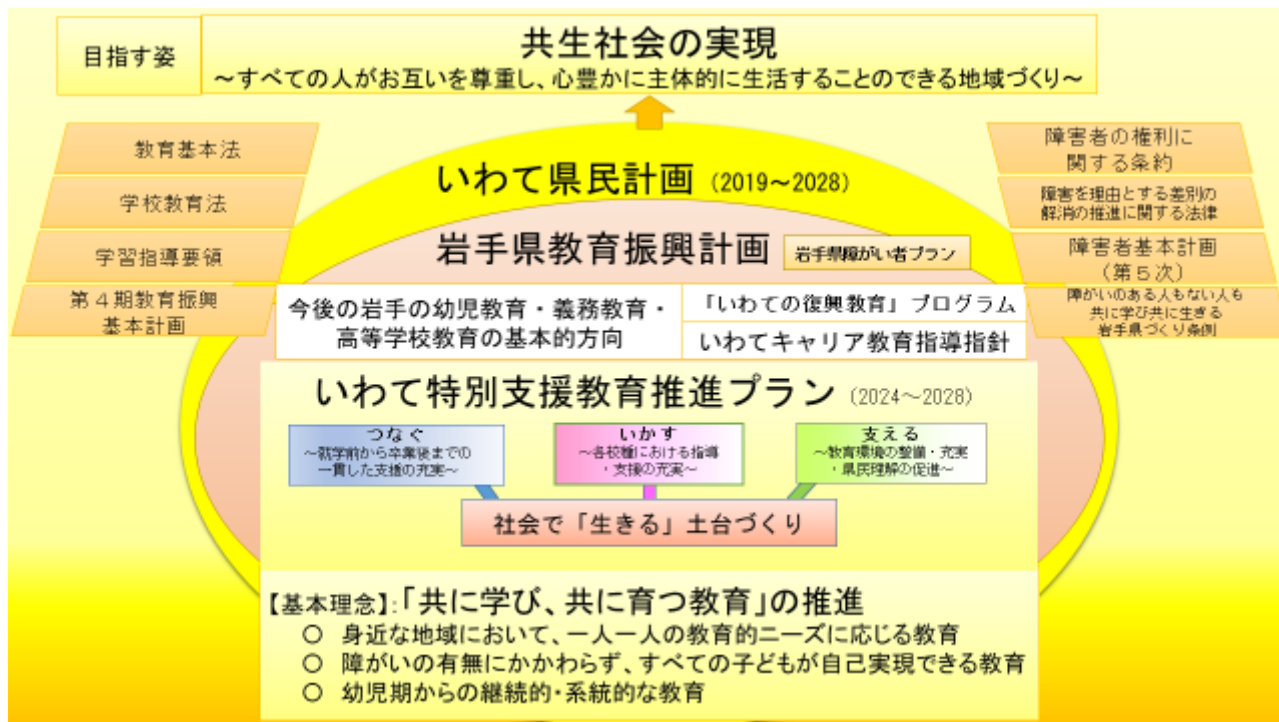 目指す姿
共生社会の実現
～すべての人がお互いを尊重し、心豊かに主体的に生活することのできる地域づくり～
教育基本法
学校教育法
学習指導要領
第４期教育振興
基本計画
障害者の権利に
関する条約
障害を理由とする差別の
解消の推進に関する法律
障害者基本計画
（第５次）
障がいのある人もない人も
共に学び共に生きる
岩手県づくり条例
いわて県民計画（2019～2028）
岩手県教育振興計画
岩手県障がい者プラン
今後の岩手の幼児教育・義務教育・
高等学校教育の基本的方向
「いわての復興教育」プログラム
いわてキャリア教育指導指針
いわて特別支援教育推進プラン（2024～2028）
つなぐ
～就学前から卒業後までの
一貫した支援の充実～
いかす
～各校種における指導
・支援の充実～
支える
～教育環境の整備・充実
・県民理解の促進～
社会で「生きる」土台づくり
【基本理念】：「共に学び、共に育つ教育」の推進
○ 身近な地域において、一人一人の教育的ニーズに応じる教育
○ 障がいの有無にかかわらず、すべての子どもが自己実現できる教育
○ 幼児期からの継続的・系統的な教育